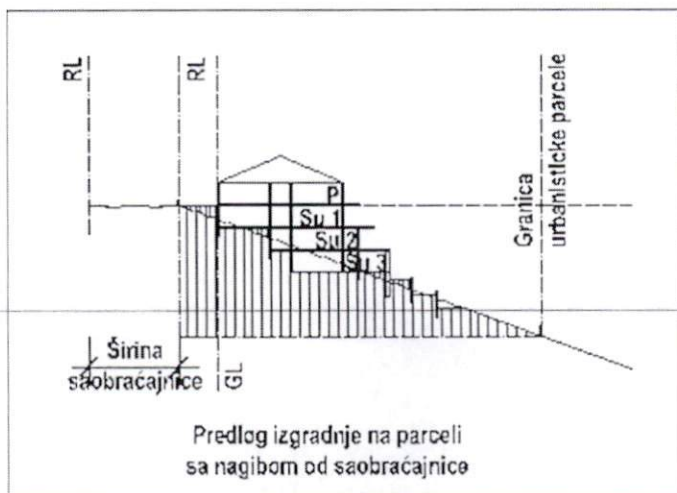 RL
RL
Granica
urbanisticke parcele
P
Su 1
Su 2
Su 3
Širina
saobraćajnice
GL
Predlog izgradnje na parceli
sa nagibom od saobraćajnice